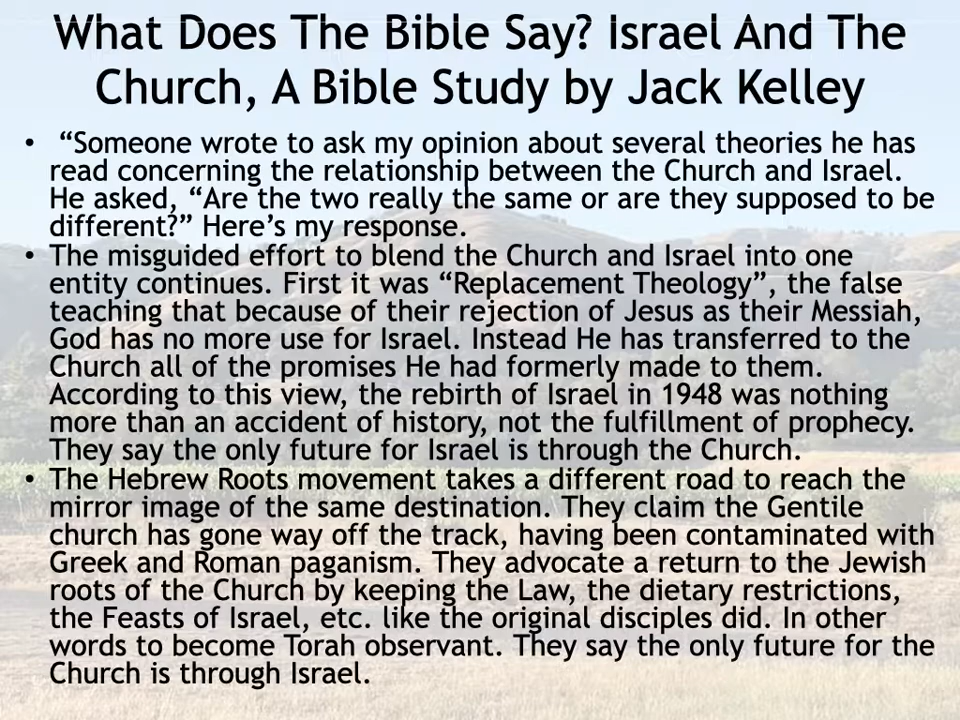 What Does The Bible Say? Israel And The
Church, A Bible Study by Jack Kelley
• “Someone wrote to ask my opinion about several theories he has
read concerning the relationship between the Church and Israel.
He asked, “Are the two really the same or are they supposed to be
different?” Here’s my response.
• The misguided effort to blend the Church and Israel into one
entity continues. First it was “Replacement Theology”, the false
teaching that because of their rejection of Jesus as their Messiah,
God has no more use for Israel. Instead He has transferred to the
Church all of the promises He had formerly made to them.
According to this view, the rebirth of Israel in 1948 was nothing
more than an accident of history, not the fulfillment of prophecy.
They say the only future for Israel is through the Church.
• The Hebrew Roots movement takes a different road to reach the
mirror image of the same destination. They claim the Gentile
church has gone way off the track, having been contaminated with
Greek and Roman paganism. They advocate a return to the Jewish
roots of the Church by keeping the Law, the dietary restrictions,
the Feasts of Israel, etc. like the original disciples did. In other
words to become Torah observant. They say the only future for the
Church is through Israel.